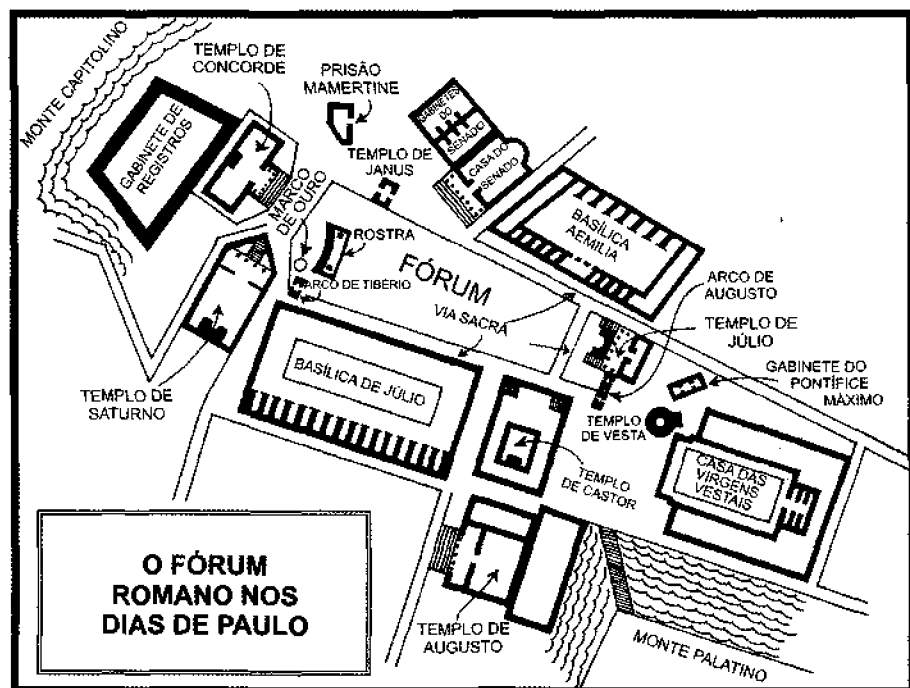 MONTE CAPITOLINO
TEMPLO DE
CONCORDE
PRISÃO
MAMERTINE
GABINETES
DO
SENADO
CASA DO
SENADO
GABINETE DE
REGISTROS
TEMPLO DE
JANUS
MARCO
DE OURO
ROSTRA
FÓRUM
BASÍLICA
AEMILIA
ARCO DE TIBÉRIO
VIA SACRA
ARCO DE
AUGUSTO
TEMPLO DE
JÚLIO
GABINETE DO
PONTÍFICE
MÁXIMO
BASÍLICA DE JÚLIO
TEMPLO DE
SATURNO
TEMPLO
DE VESTA
TEMPLO
DE CASTOR
CASA DAS
VIRGENS
VESTAIS
O FÓRUM
ROMANO NOS
DIAS DE PAULO
TEMPLO DE
AUGUSTO
MONTE PALATINO